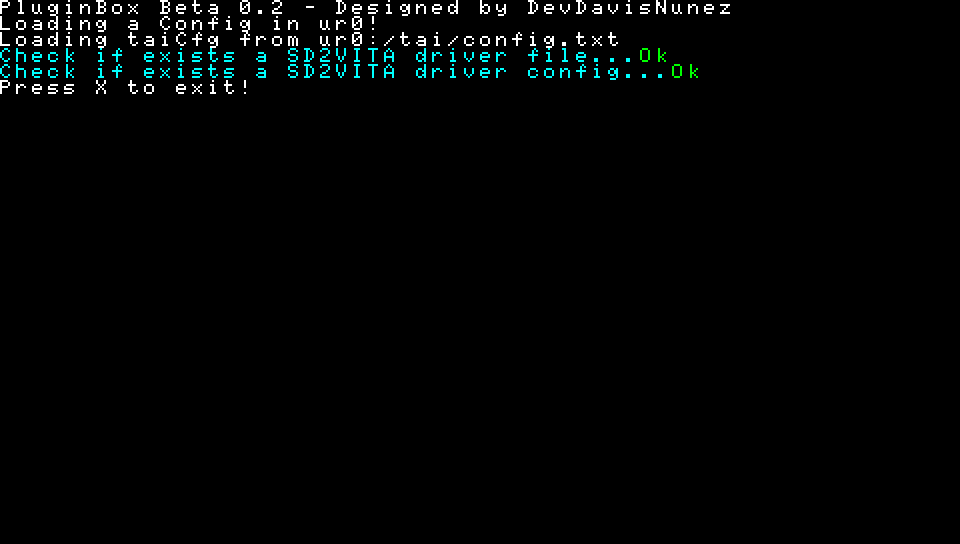 PluginBox Beta 0.2 - Designed by DevDavisNunez
Loading a Config in ur0!
Loading taiCfg from ur0:/tai/config.txt
Check if exists a SD2VITA driver file...Ok
Check if exists a SD2VITA driver config...Ok
Press X to exit!